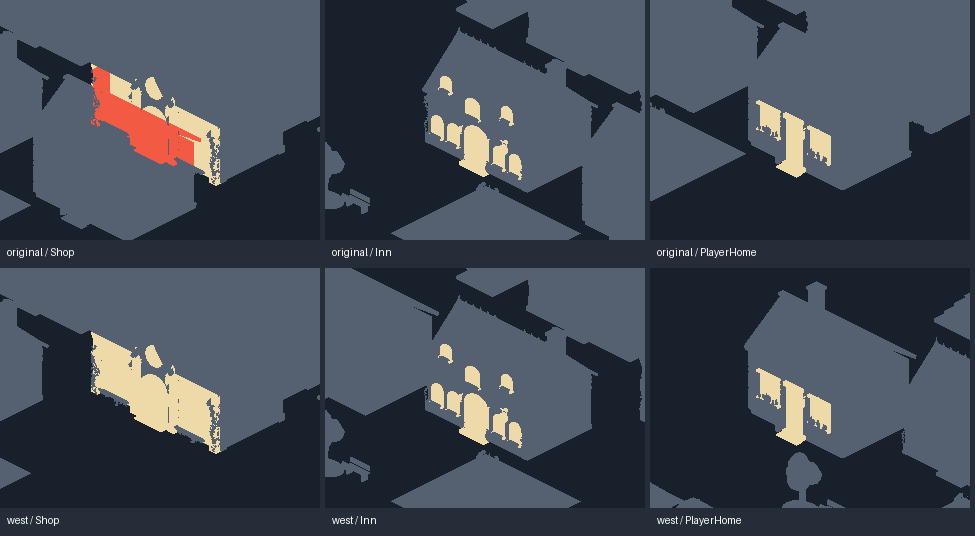 original / Shop
original / Inn
original / PlayerHome
west / Shop
west / Inn
west / PlayerHome